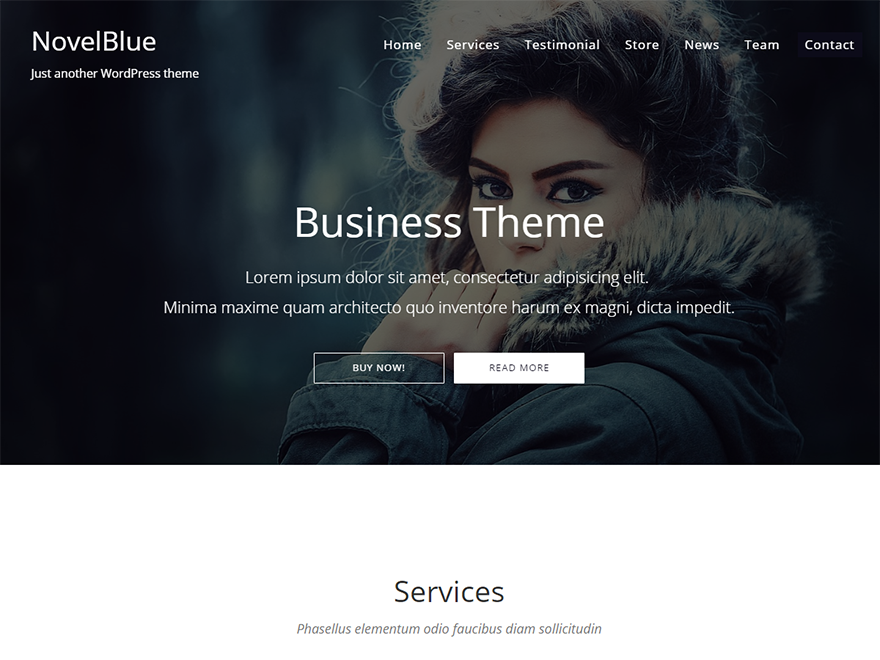 NovelBlue
Just another WordPress theme
Home Services Testimonial Store News Team Contact
Business Theme
Lorem ipsum dolor sit amet, consectetur adipisicing elit.
Minima maxime quam architecto quo inventore harum ex magni, dicta impedit.
BUY NOW! READ MORE
Services
Phasellus elementum odio faucibus diam sollicitudin